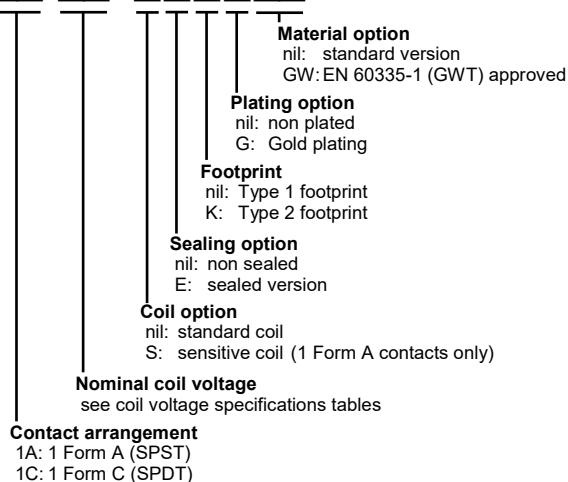 Material option
nil: standard version
GW: EN 60335-1 (GWT) approved
Plating option
nil: non plated
G: Gold plating
Footprint
nil: Type 1 footprint
K: Type 2 footprint
Sealing option
nil: non sealed
E: sealed version
Coil option
nil: standard coil
S: sensitive coil (1 Form A contacts only)
Nominal coil voltage
see coil voltage specifications tables
Contact arrangement
1A: 1 Form A (SPST)
1C: 1 Form C (SPDT)